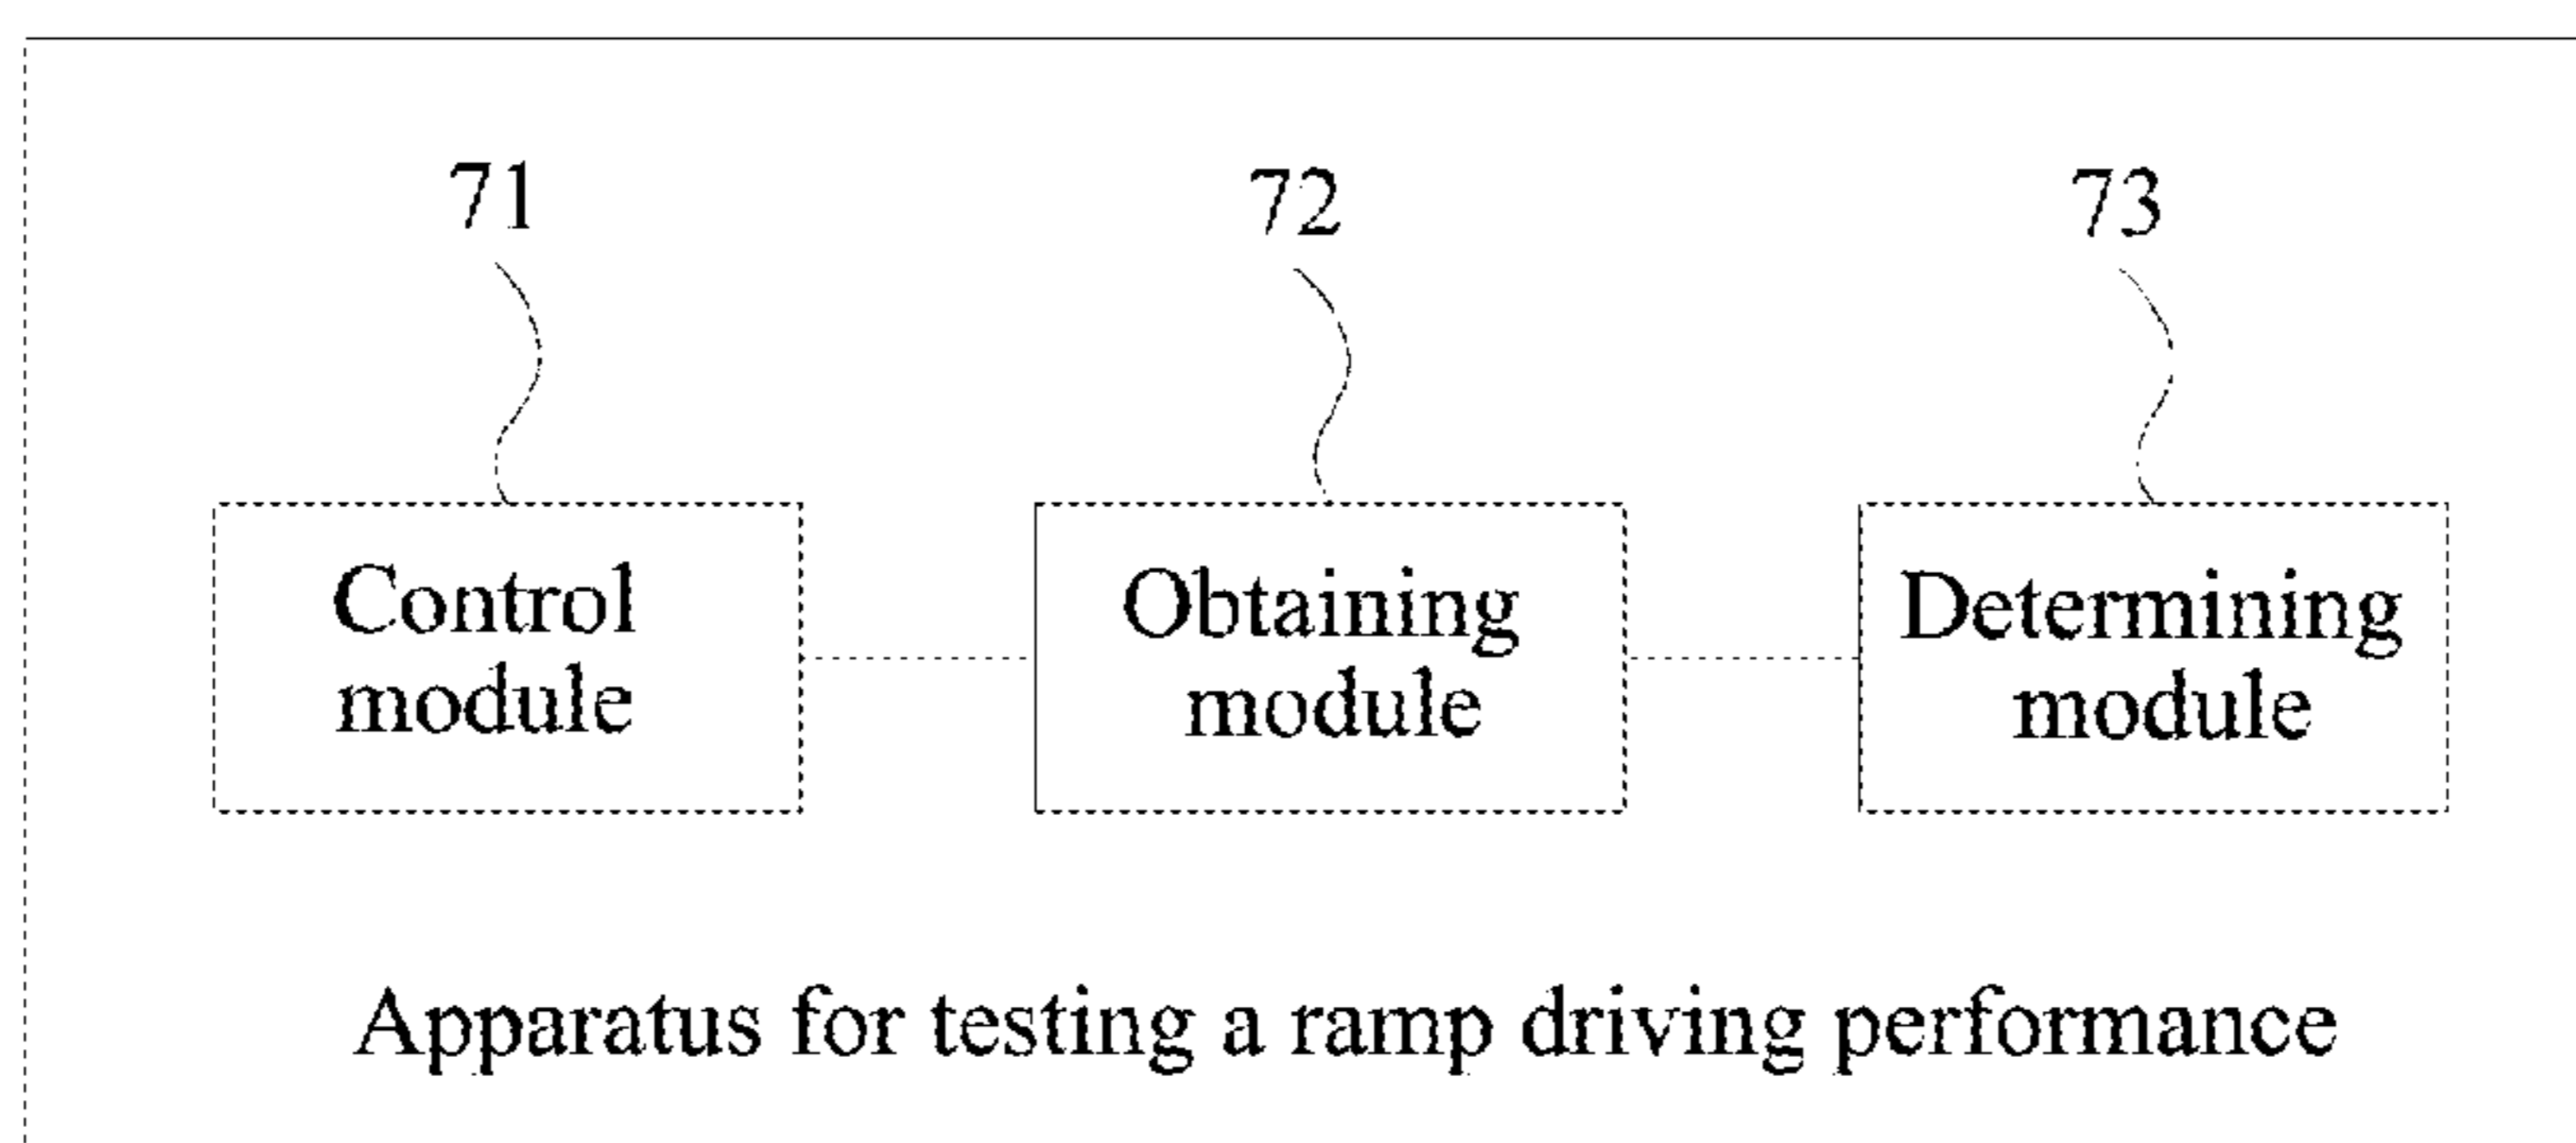 71
72
73
Control
module
Obtaining
module
Determining
module
Apparatus for testing a ramp driving performance